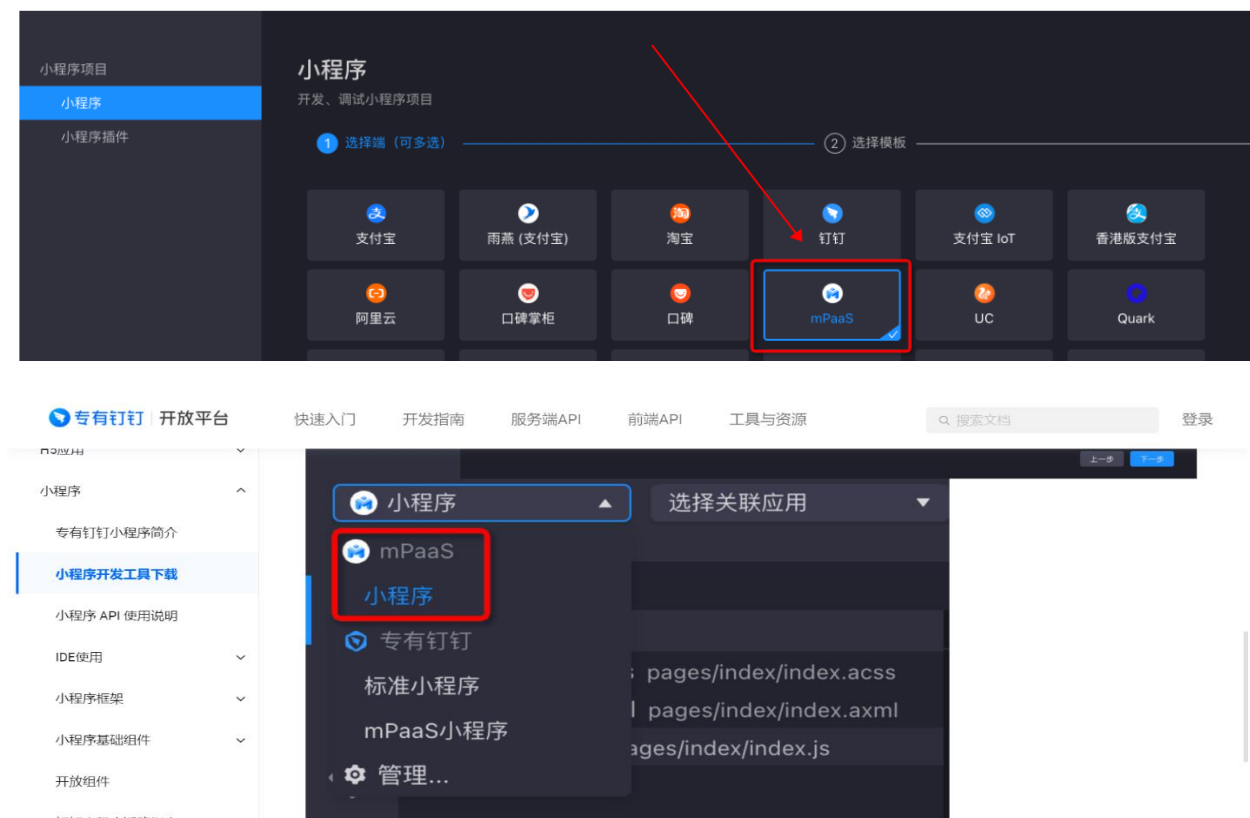 小程序项目
小程序
小程序插件
小程序
开发、调试小程序项目
1 选择端（可多选）
2 选择模板
支付宝
雨燕 (支付宝)
淘宝
钉钉
支付宝 IoT
香港版支付宝
阿里云
口碑掌柜
口碑
mPaaS
UC
Quark
专有钉钉 开放平台
快速入门
开发指南
服务端API
前端API
工具与资源
搜索文档
登录
H5应用
小程序
专有钉钉小程序简介
小程序开发工具下载
小程序 API 使用说明
IDE使用
小程序框架
小程序基础组件
开放组件
上一步
下一步
小程序
选择关联应用
mPaaS
小程序
专有钉钉
标准小程序
mPaaS小程序
管理...
pages/index/index.acss
pages/index/index.axml
ages/index/index.js